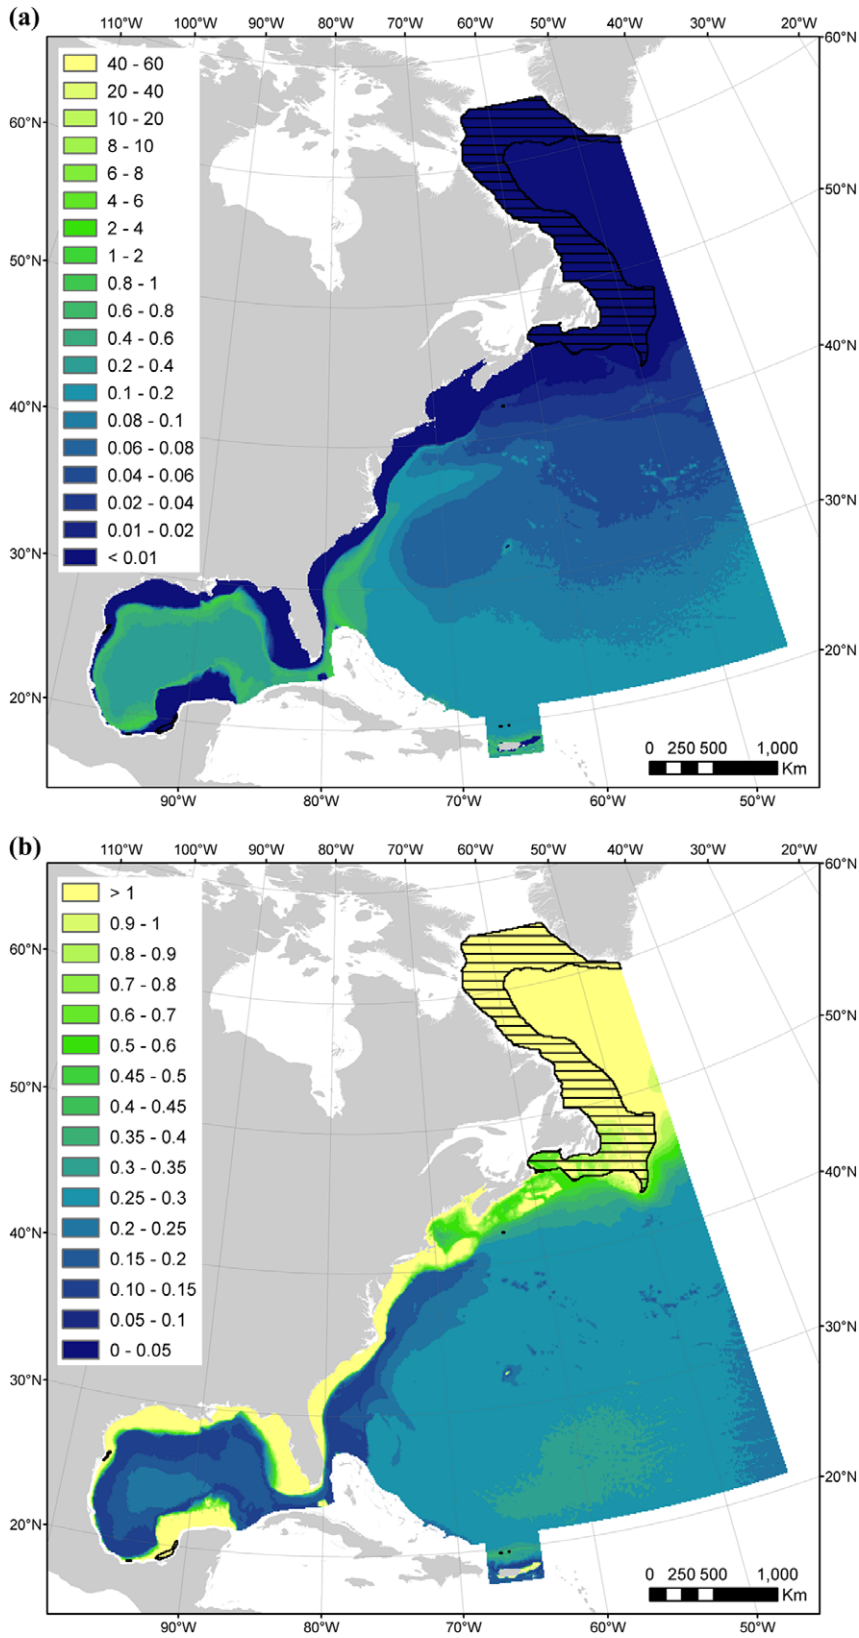 (a)
110°W 100°W 90°W 80°W 70°W 60°W 50°W 40°W 30°W 20°W
60°N
40 - 60
20 - 40
10 - 20
8 - 10
6 - 8
4 - 6
2 - 4
1 - 2
0.8 - 1
0.6 - 0.8
0.4 - 0.6
0.2 - 0.4
0.1 - 0.2
0.08 - 0.1
0.06 - 0.08
0.04 - 0.06
0.02 - 0.04
0.01 - 0.02
< 0.01
60°N
50°N
40°N
30°N
20°N
50°N
40°N
30°N
20°N
0 250 500 1,000
Km
90°W 80°W 70°W 60°W 50°W
(b)
110°W 100°W 90°W 80°W 70°W 60°W 50°W 40°W 30°W 20°W
60°N
> 1
0.9 - 1
0.8 - 0.9
0.7 - 0.8
0.6 - 0.7
0.5 - 0.6
0.45 - 0.5
0.4 - 0.45
0.35 - 0.4
0.3 - 0.35
0.25 - 0.3
0.2 - 0.25
0.15 - 0.2
0.10 - 0.15
0.05 - 0.1
0 - 0.05
60°N
50°N
40°N
30°N
20°N
50°N
40°N
30°N
20°N
0 250 500 1,000
Km
90°W 80°W 70°W 60°W 50°W